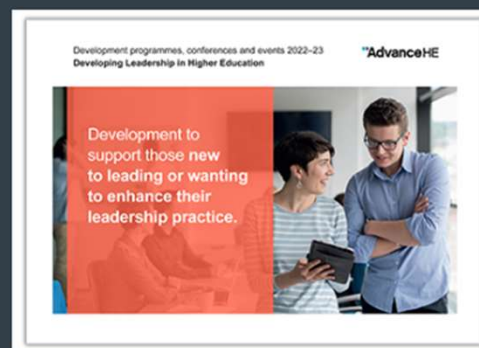 Development programmes, conferences and events 2022–23
Developing Leadership in Higher Education
AdvanceHE
Development to
support those new
to leading or wanting
to enhance their
leadership practice.